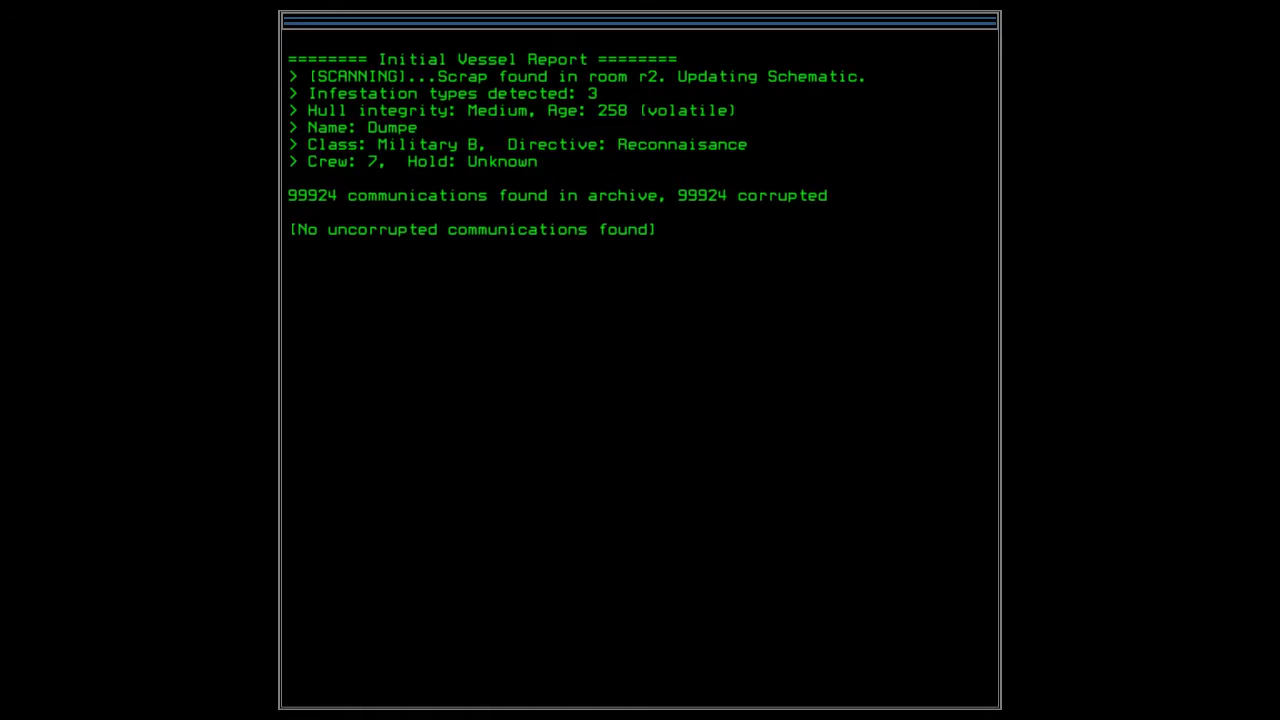 ======== Initial Vessel Report ========
> [SCANNING]...Scrap found in room r2. Updating Schematic.
> Infestation types detected: 3
> Hull integrity: Medium, Age: 258 (volatile)
> Name: Dumpe
> Class: Military B,  Directive: Reconnaisance
> Crew: 7,  Hold: Unknown
99924 communications found in archive, 99924 corrupted
[No uncorrupted communications found]